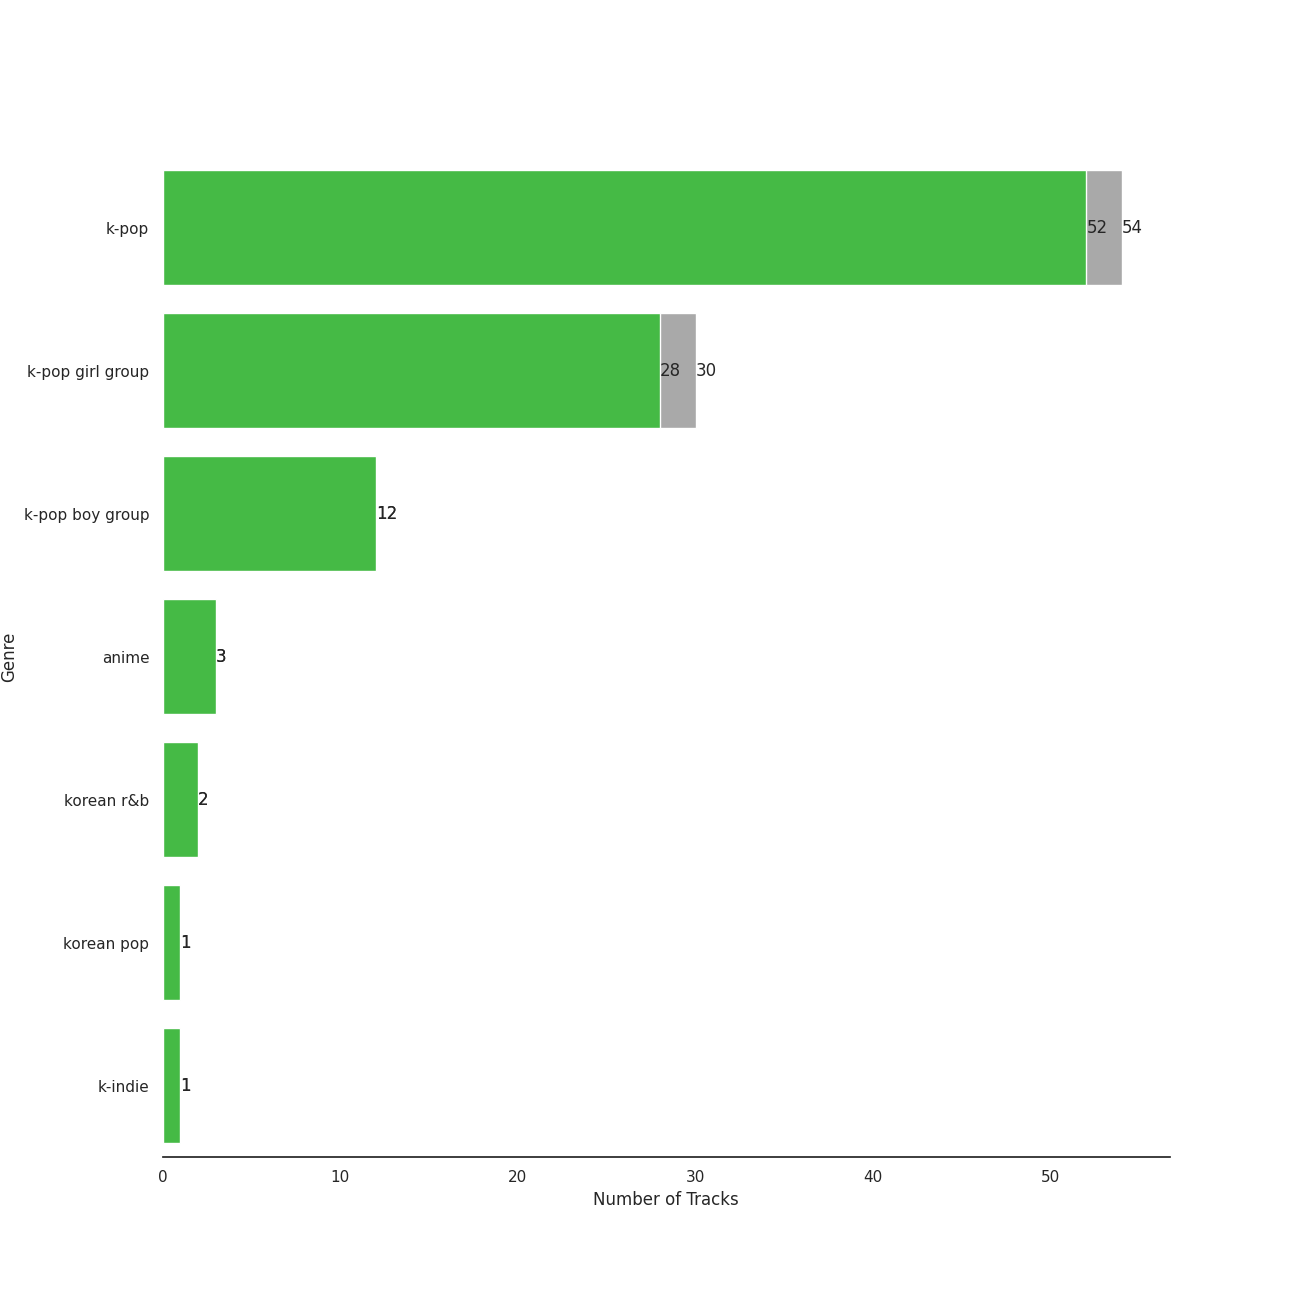 k-pop 52 54
k-pop girl group 28 30
k-pop boy group 12
anime 3
korean r&b 2
korean pop 1
k-indie 1
Genre
0 10 20 30 40 50
Number of Tracks